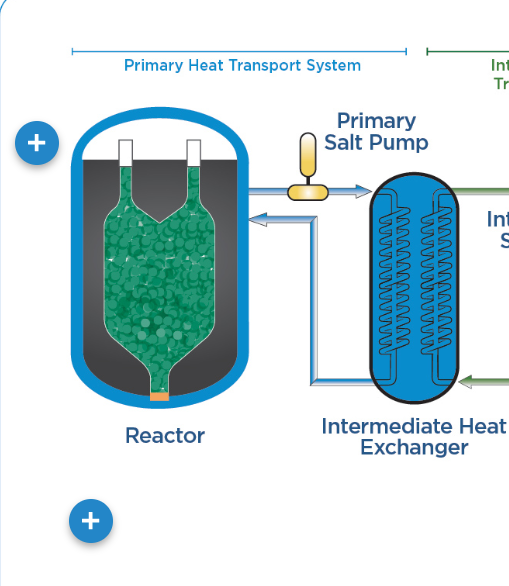 Primary Heat Transport System
Primary
Salt Pump
Reactor
Intermediate Heat
Exchanger